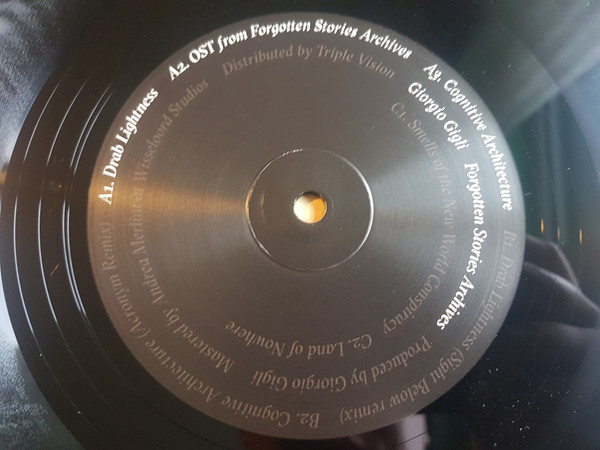 A1. Drab Lightness
A2. OST from Forgotten Stories Archives
A3. Cognitive Architecture
B1. Drab Lightness (Sight Below remix)
B2. Cognitive Architecture (Acronym Remix)
Giorgio Gigli
Forgotten Stories Archives
Produced by Giorgio Gigli
Mastered by Andrea Merlini at Wisseloord Studios
Distributed by Triple Vision
C1. Smells of the New World Conspiracy
C2. Land of Nowhere